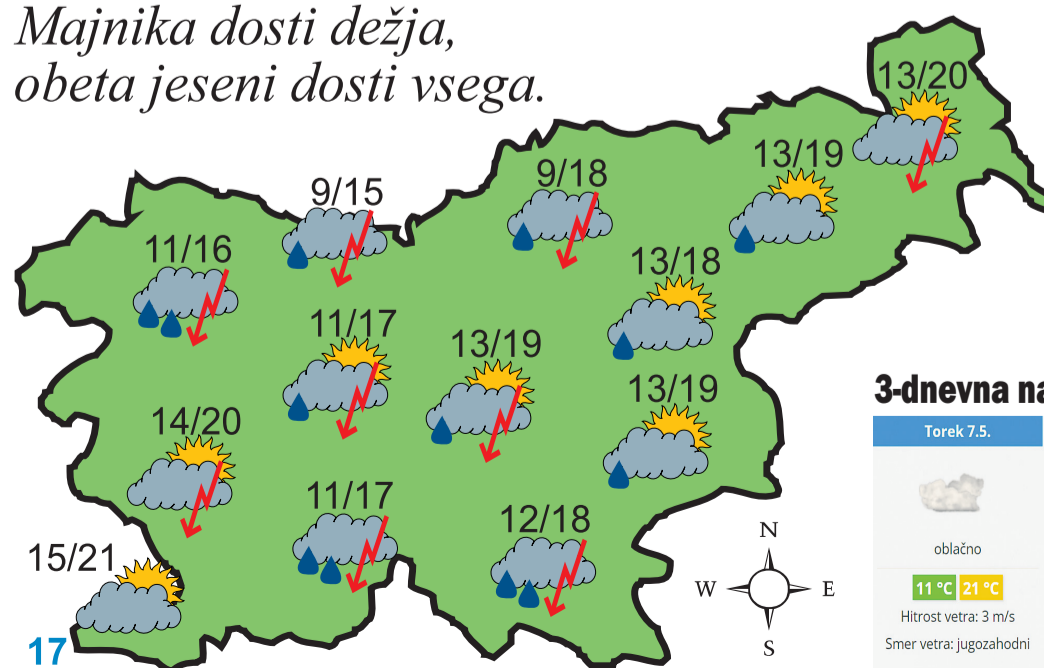 Majnika dosti dežja,
obeta jeseni dosti vsega.
13/20
13/19
9/18
9/15
11/16
13/18
11/17
13/19
13/19
14/20
11/17
12/18
15/21
17
N
W
E
S
3-dnevna na
Torek 7.5.
oblačno
11 °C 21 °C
Hitrost vetra: 3 m/s
Smer vetra: jugozahodni